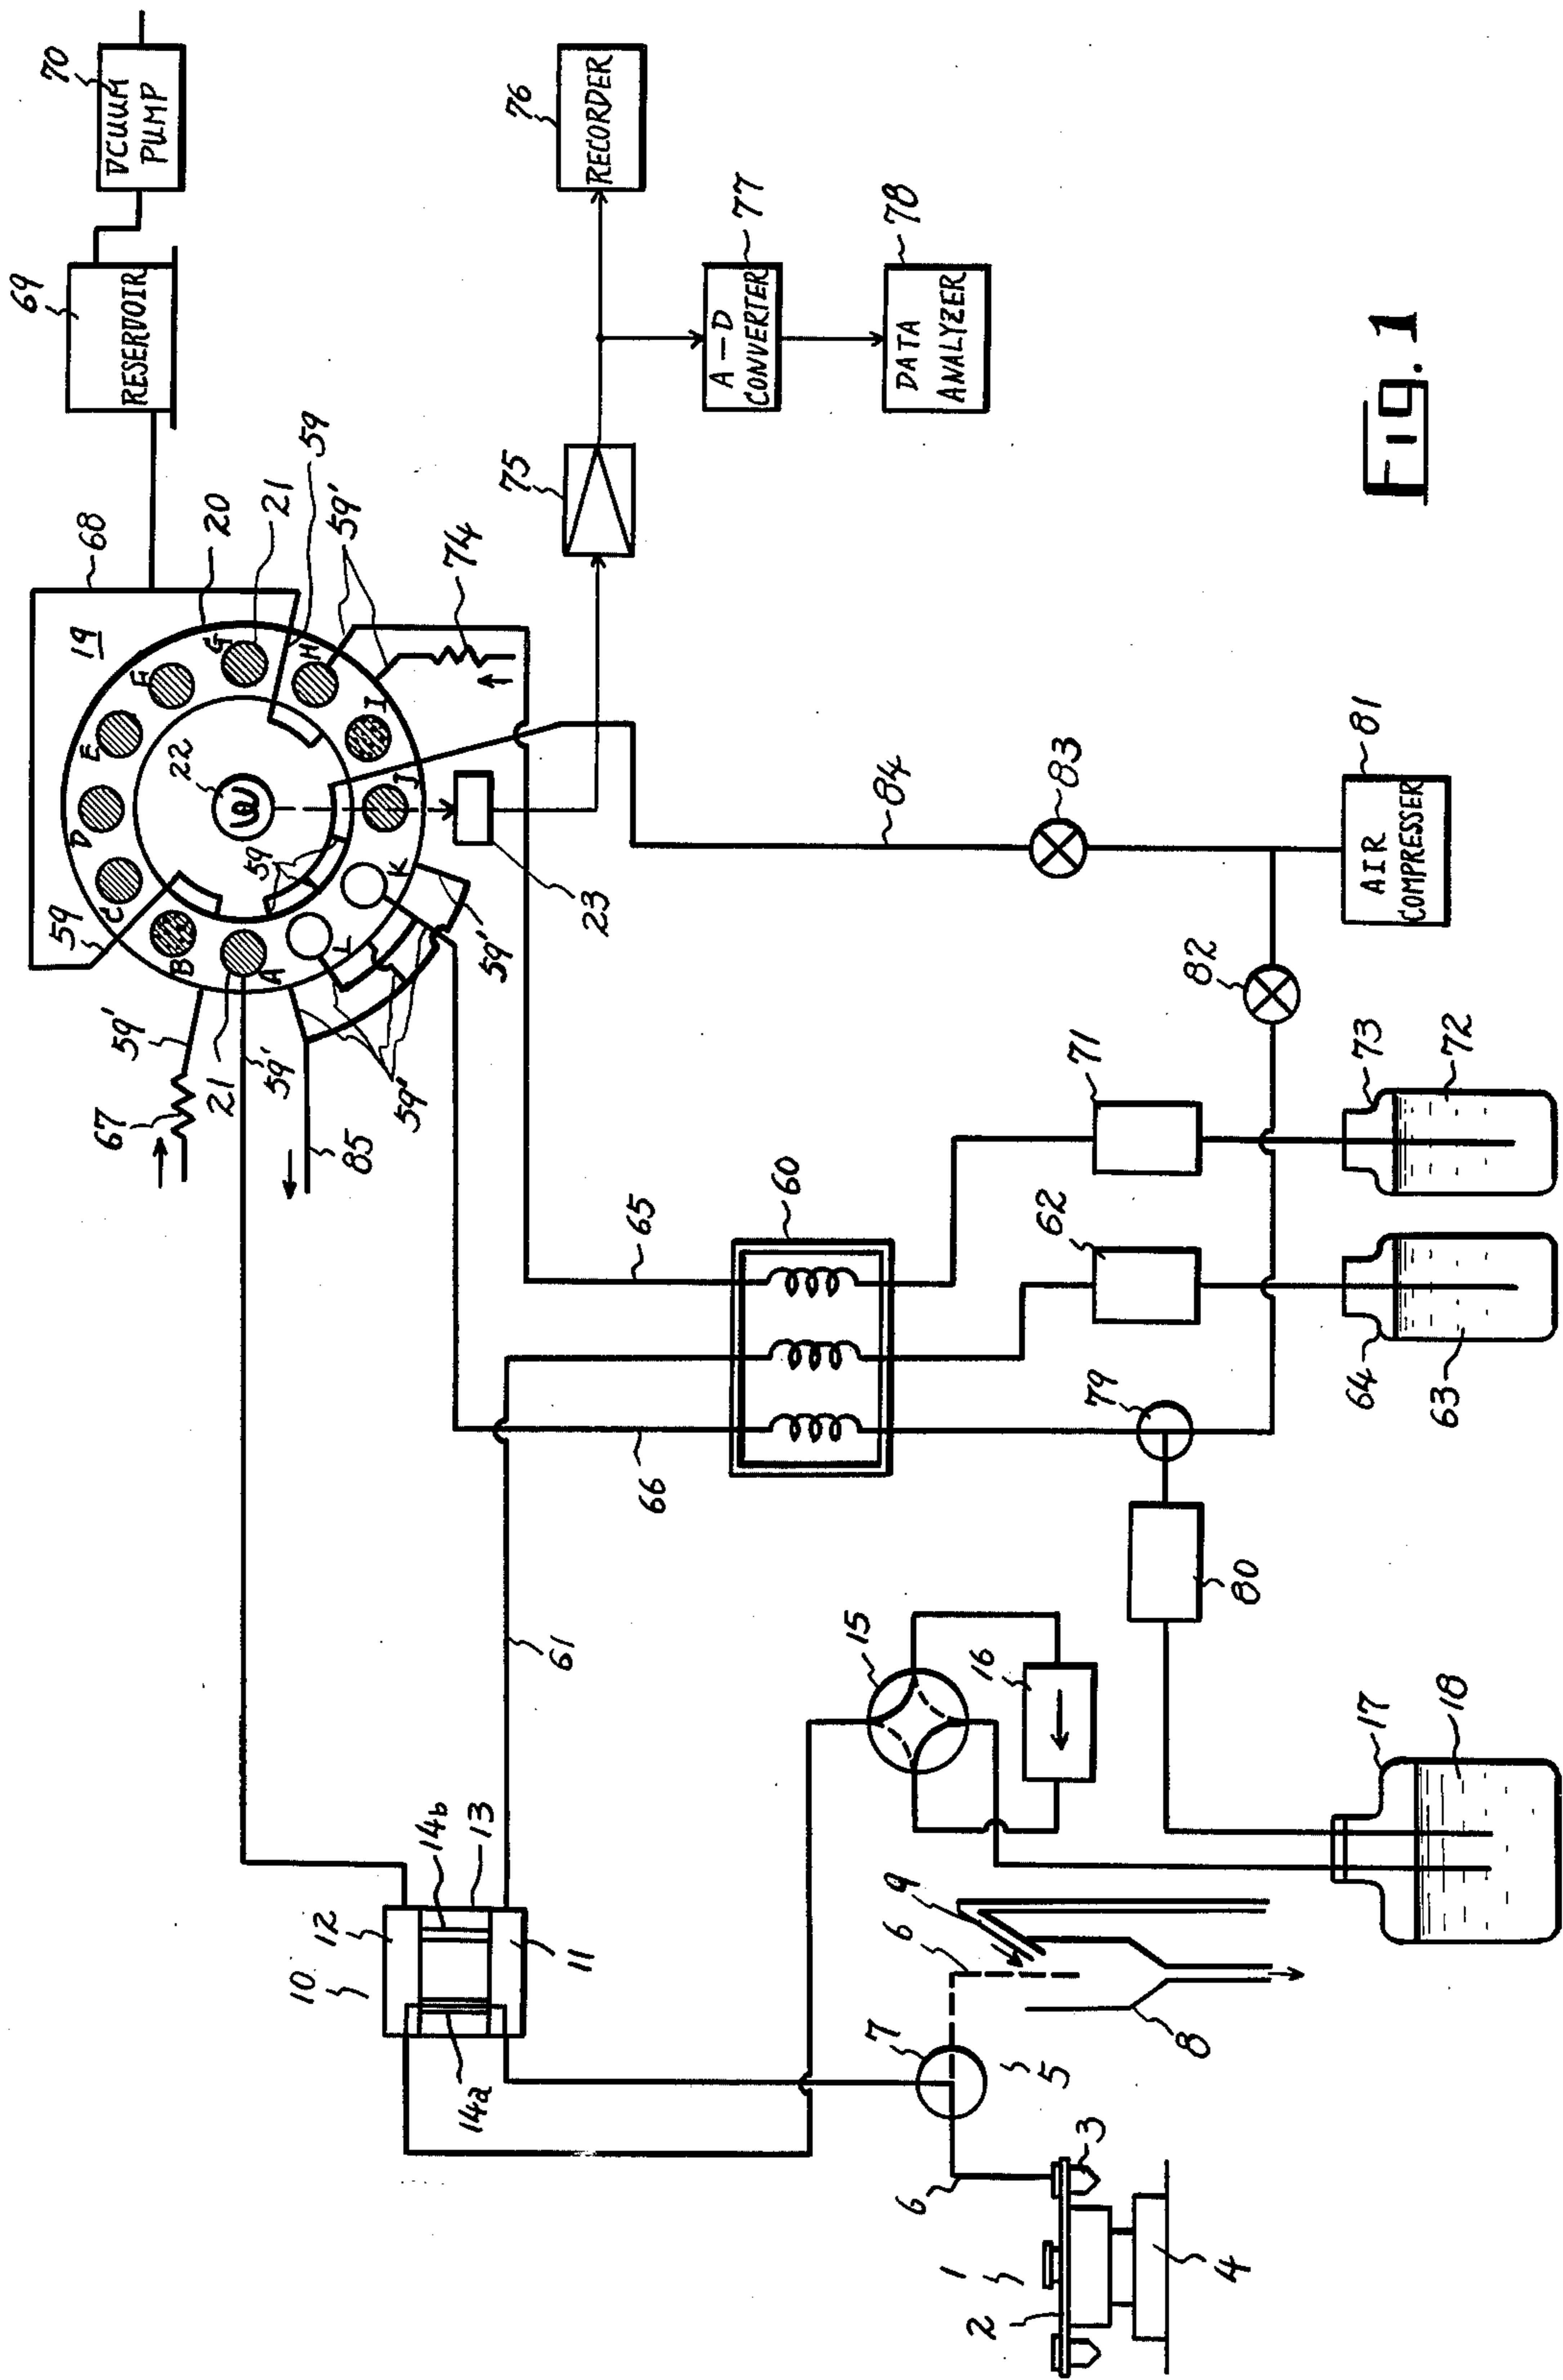 70
VCUUM
PUMP
69
RESERVOIR
68
19
20
21
59
59'
74
59
59'
67
21
59'
85
59'
59'
59
22
A
B
C
D
E
F
G
H
I
J
K
L
23
75
76
RECORDER
77
A-D
CONVERTER
78
DATA
ANALYZER
84
83
82
81
AIR
COMPRESSER
10
12
11
13
14a
14b
61
65
66
60
62
71
73
72
64
63
79
80
15
16
17
18
9
6
8
7
5
6
3
1
2
4
Fig. 1